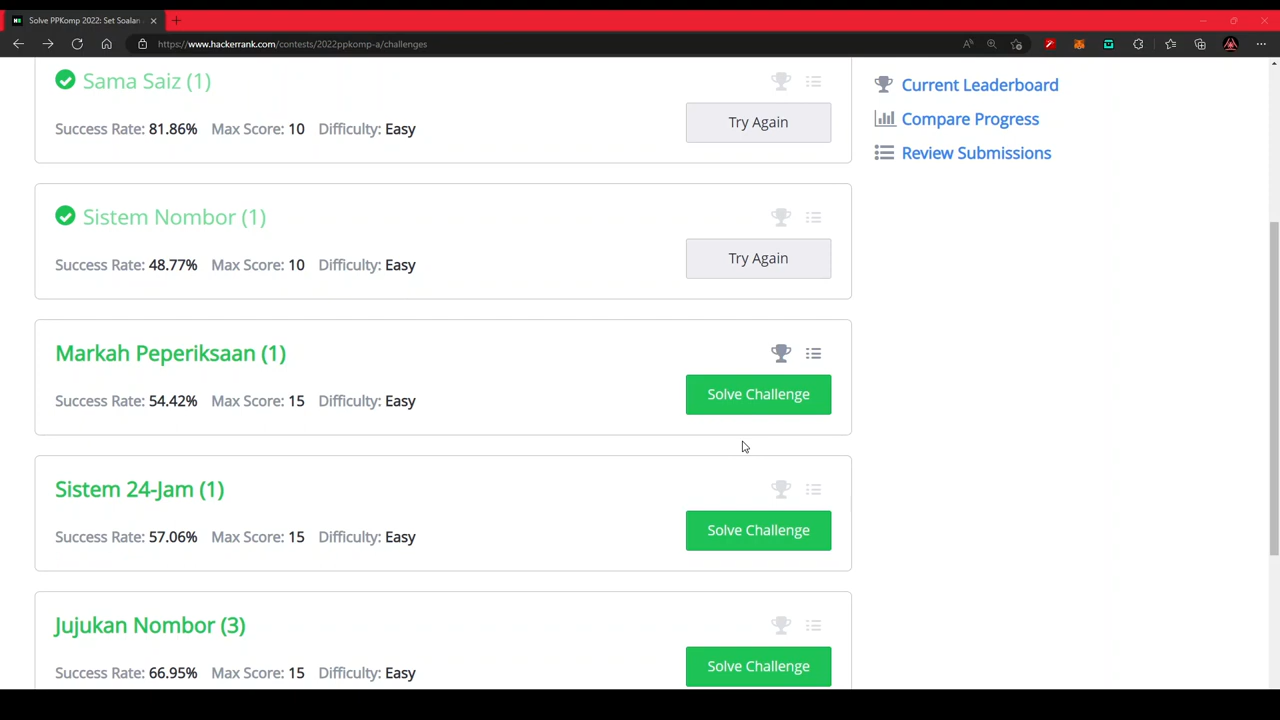 Solve PPKomp 2022: Set Soalan
https://www.hackerrank.com/contests/2022ppkomp-a/challenges
Sama Saiz (1)
Success Rate: 81.86% Max Score: 10 Difficulty: Easy
Try Again
Current Leaderboard
Compare Progress
Review Submissions
Sistem Nombor (1)
Success Rate: 48.77% Max Score: 10 Difficulty: Easy
Try Again
Markah Peperiksaan (1)
Success Rate: 54.42% Max Score: 15 Difficulty: Easy
Solve Challenge
Sistem 24-Jam (1)
Success Rate: 57.06% Max Score: 15 Difficulty: Easy
Solve Challenge
Jujukan Nombor (3)
Success Rate: 66.95% Max Score: 15 Difficulty: Easy
Solve Challenge